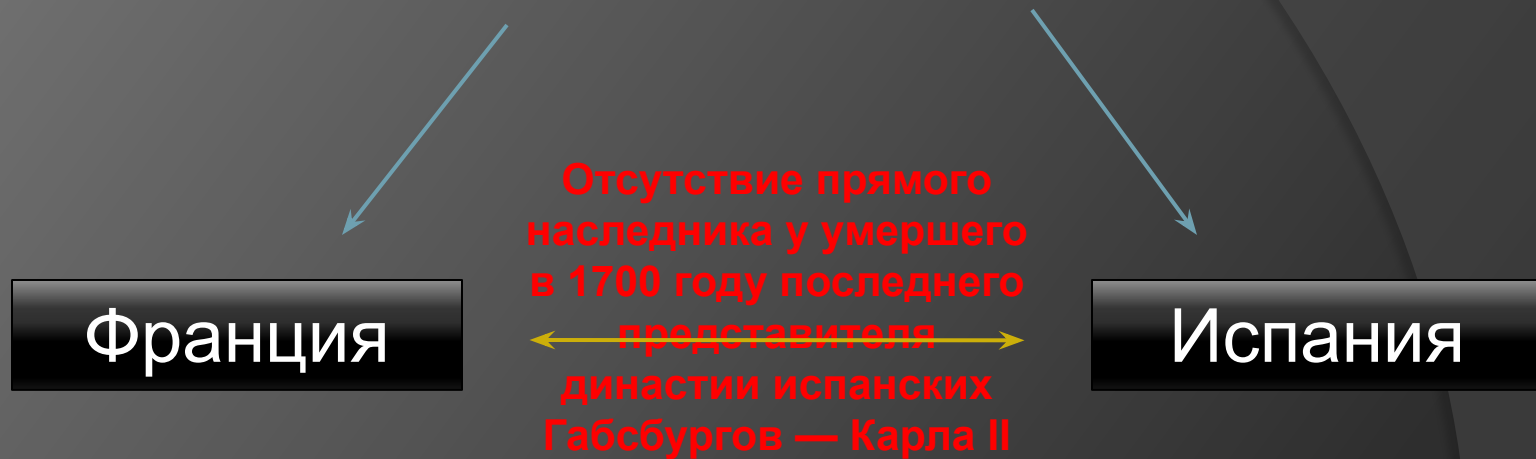 Отсутствие прямого
наследника у умершего
в 1700 году последнего
представителя
династии испанских
Габсбургов — Карла II
Франция
Испания